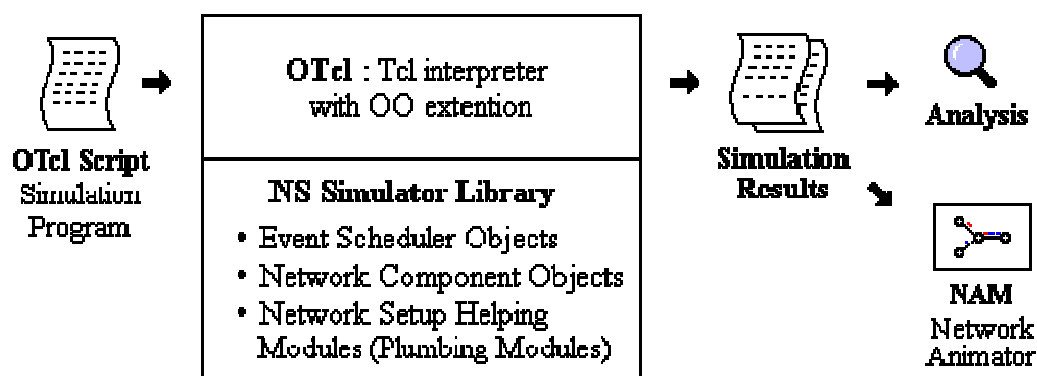 OTcl Script
Simulation
Program
OTcl : Tcl interpreter
with OO extention
NS Simulator Library
• Event Scheduler Objects
• Network Component Objects
• Network Setup Helping
Modules (Plumbing Modules)
Simulation
Results
Analysis
NAM
Network
Animator